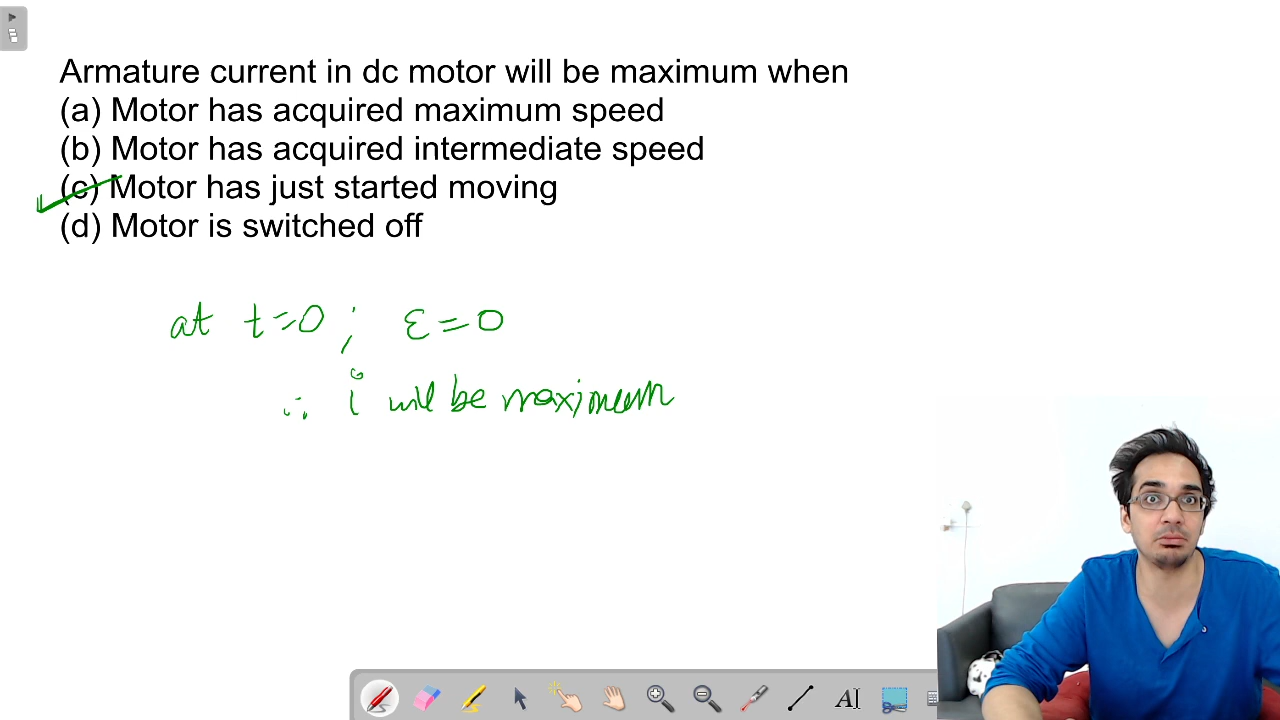 Armature current in dc motor will be maximum when
(a) Motor has acquired maximum speed
(b) Motor has acquired intermediate speed
(c) Motor has just started moving
(d) Motor is switched off
at t=0 ; ε=0
∴ i will be maximum
AI